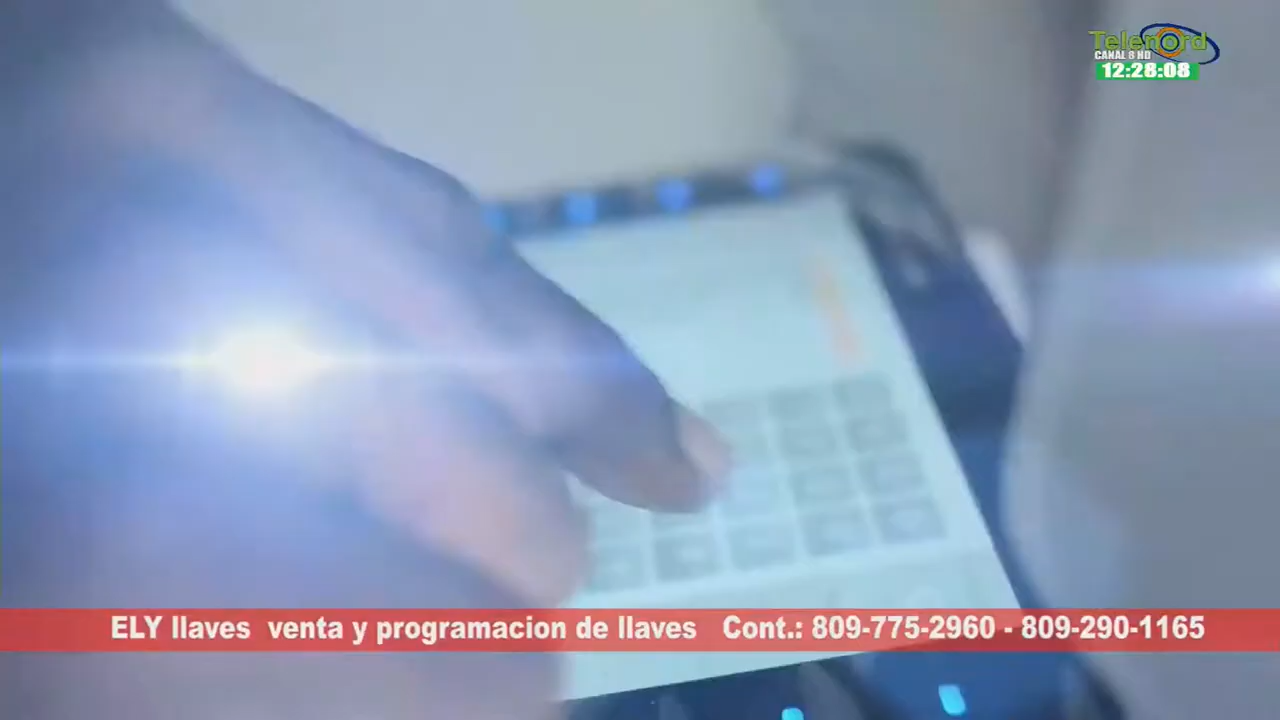 Telenord
CANAL 8 HD
12:28:08
ELY llaves venta y programacion de llaves Cont.: 809-775-2960 - 809-290-1165